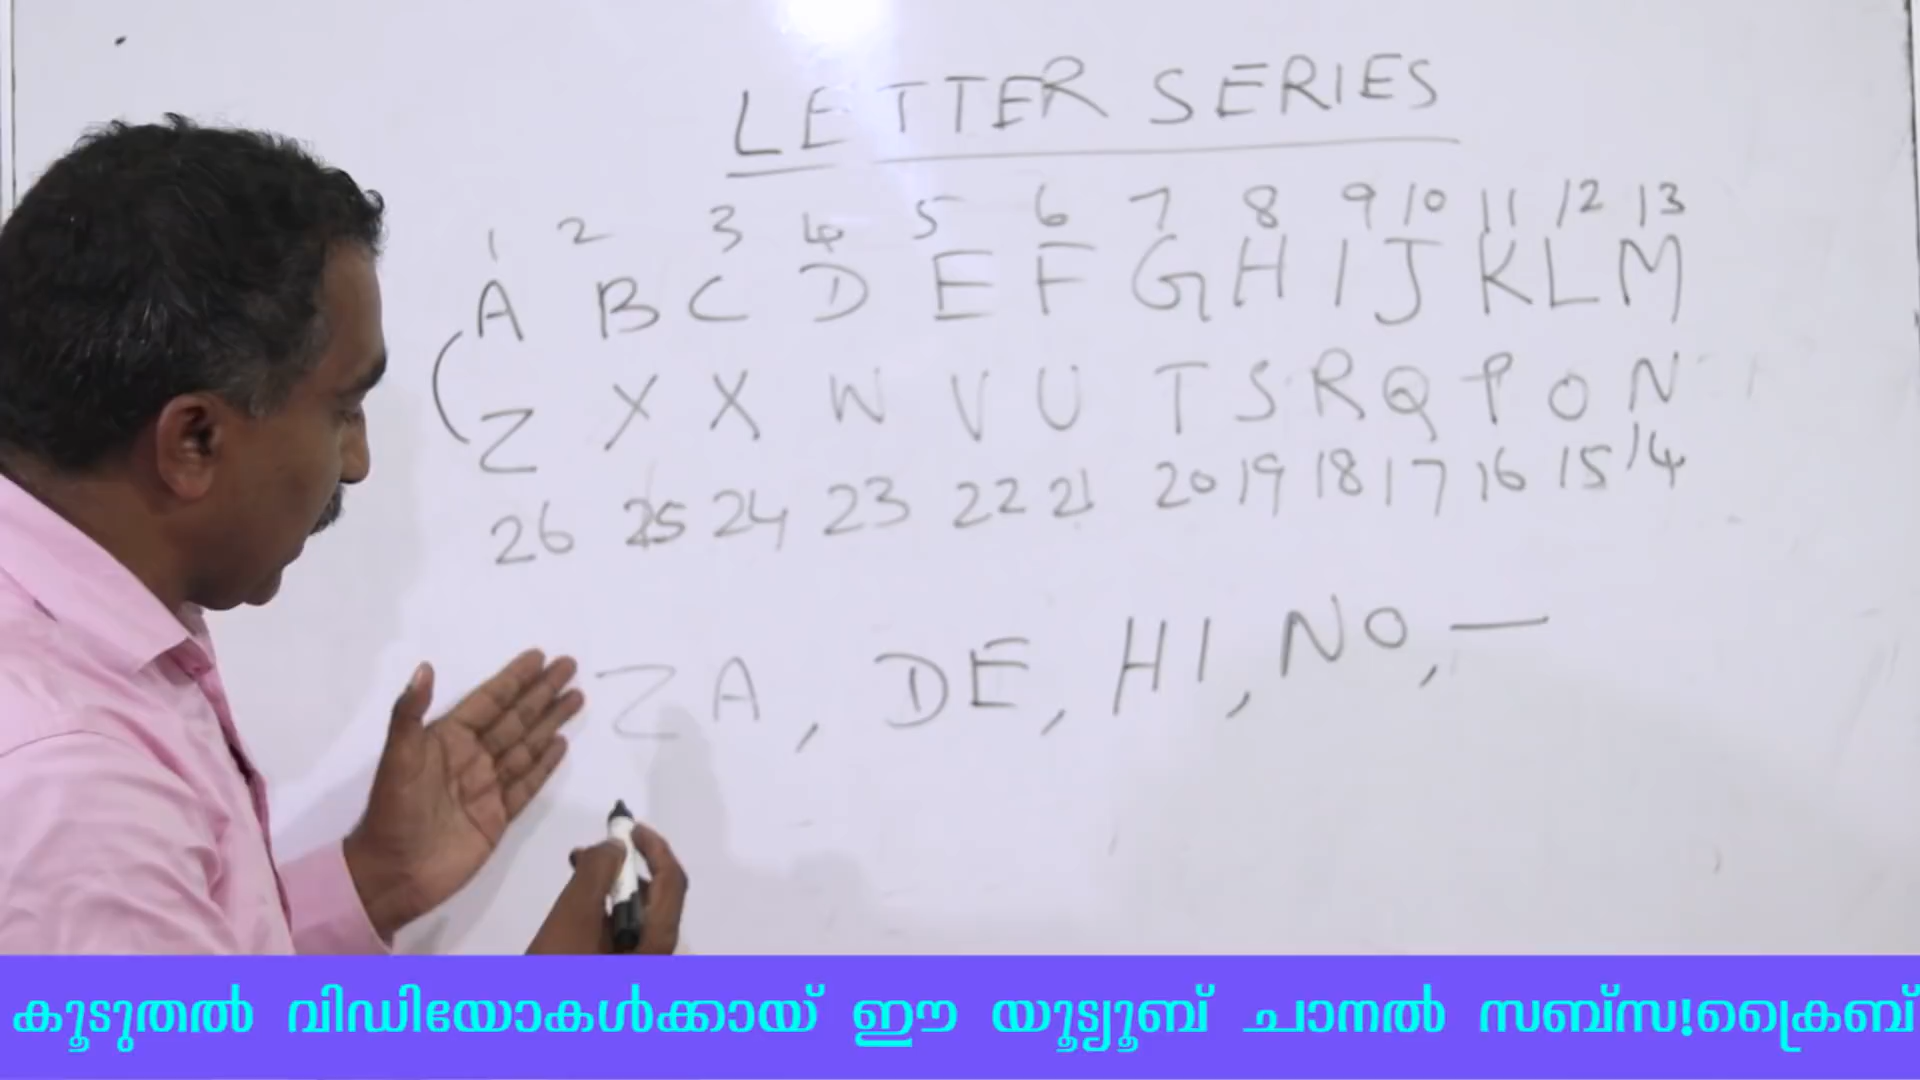 LETTER SERIES
1 2 3 4 5 6 7 8 9 10 11 12 13
A B C D E F G H I J K L M
Z Y X W V U T S R Q P O N
26 25 24 23 22 21 20 19 18 17 16 15 14
ZA, DE, HI, NO, —
കൂടുതൽ വിഡിയോകൾക്കായ് ഈ യൂട്യൂബ് ചാനൽ സബ്സ!ക്രൈബ്